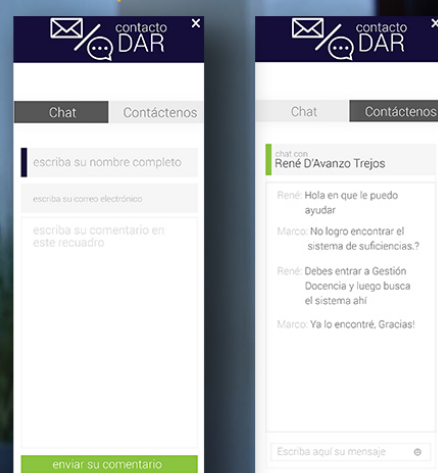 contacto
DAR
×
Chat
Contáctenos
escriba su nombre completo
escriba su correo electrónico
escriba su comentario en
este recuadro
enviar su comentario
contacto
DAR
×
Chat
Contáctenos
chat con
René D'Avanzo Trejos
René: Hola en que le puedo
ayudar
Marco: No logro encontrar el
sistema de suficiencias.?
René: Debes entrar a Gestión
Docencia y luego busca
el sistema ahí
Marco: Ya lo encontré, Gracias!
Escriba aquí su mensaje